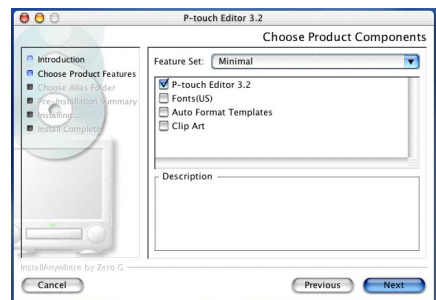 P-touch Editor 3.2
Choose Product Components
Introduction
Choose Product Features
Choose Alias Folder
Pre-Installation Summary
Installing...
Install Complete
Feature Set: Minimal
P-touch Editor 3.2
Fonts(US)
Auto Format Templates
Clip Art
Description
InstallAnywhere by Zero G
Cancel Previous Next